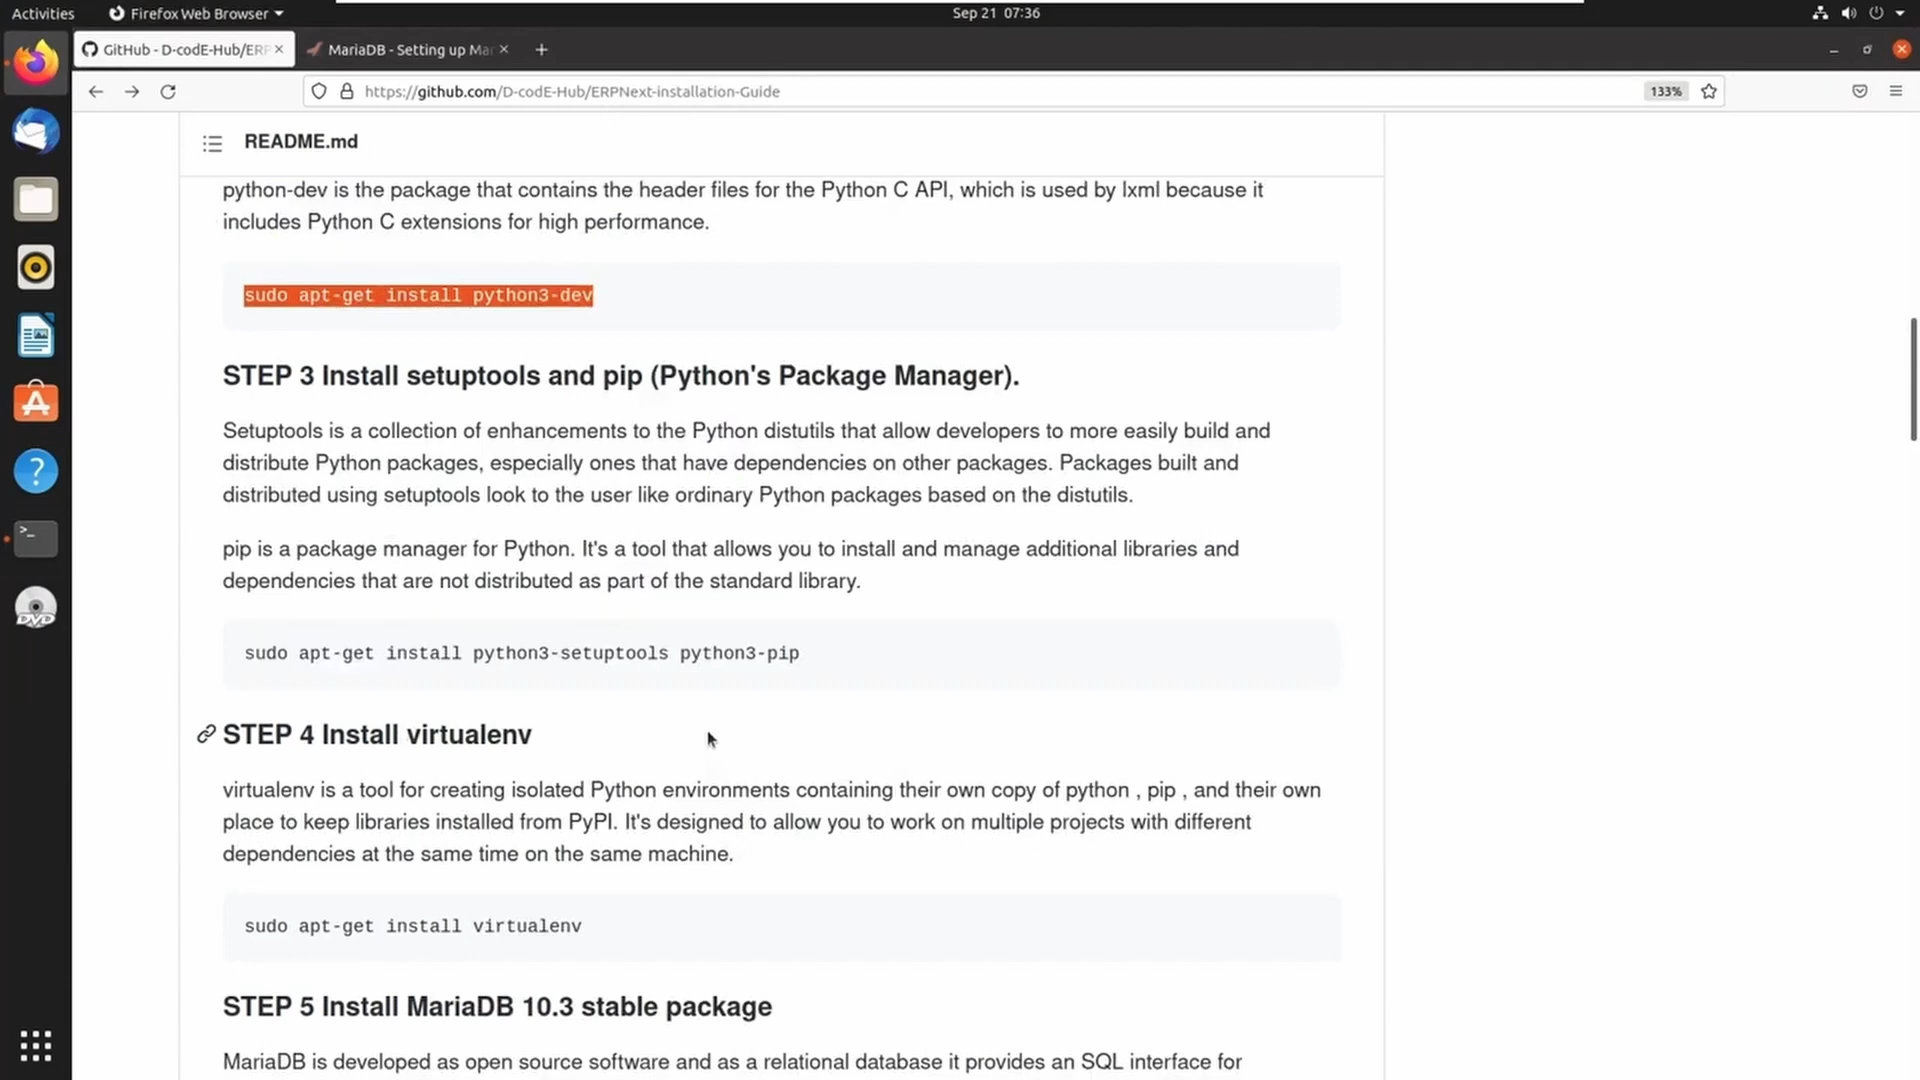 Activities
Firefox Web Browser
Sep 21 07:36
GitHub - D-codE-Hub/ERP
MariaDB - Setting up Mar
https://github.com/D-codE-Hub/ERPNext-installation-Guide
133%
README.md
python-dev is the package that contains the header files for the Python C API, which is used by lxml because it
includes Python C extensions for high performance.
sudo apt-get install python3-dev
STEP 3 Install setuptools and pip (Python's Package Manager).
Setuptools is a collection of enhancements to the Python distutils that allow developers to more easily build and
distribute Python packages, especially ones that have dependencies on other packages. Packages built and
distributed using setuptools look to the user like ordinary Python packages based on the distutils.
pip is a package manager for Python. It's a tool that allows you to install and manage additional libraries and
dependencies that are not distributed as part of the standard library.
sudo apt-get install python3-setuptools python3-pip
STEP 4 Install virtualenv
virtualenv is a tool for creating isolated Python environments containing their own copy of python , pip , and their own
place to keep libraries installed from PyPI. It's designed to allow you to work on multiple projects with different
dependencies at the same time on the same machine.
sudo apt-get install virtualenv
STEP 5 Install MariaDB 10.3 stable package
MariaDB is developed as open source software and as a relational database it provides an SQL interface for
DVD